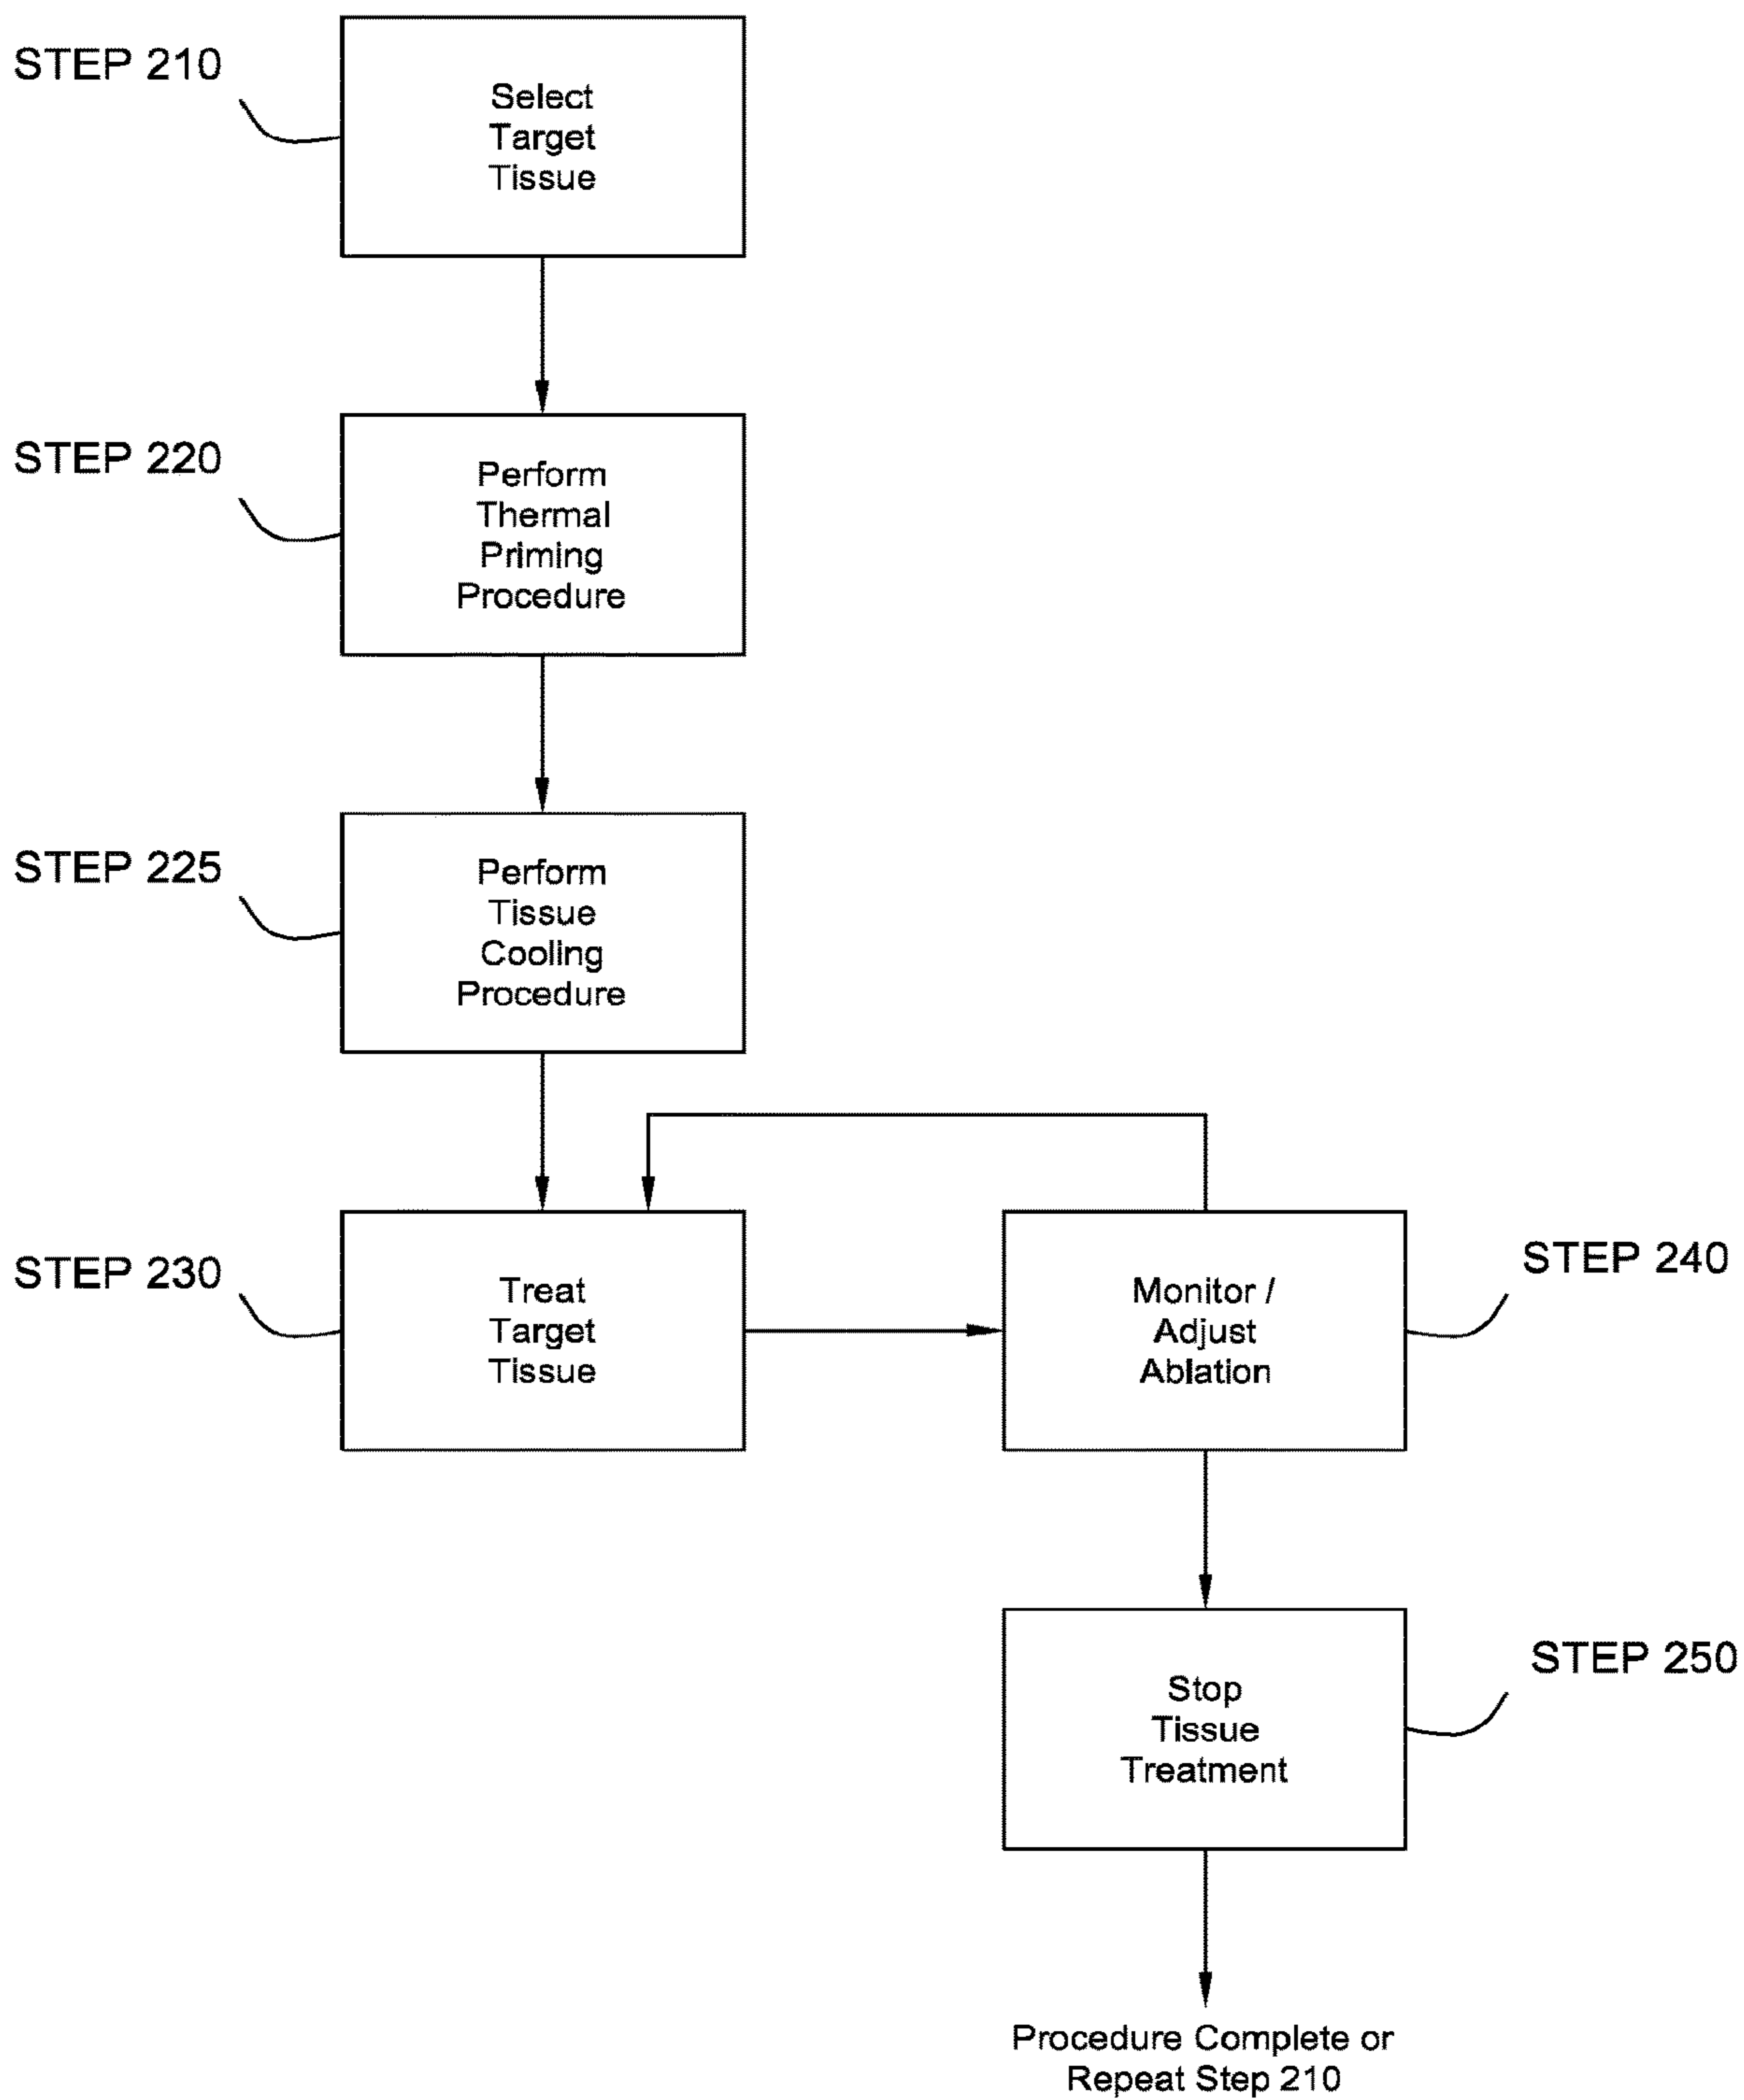 STEP 210
Select
Target
Tissue
STEP 220
Perform
Thermal
Priming
Procedure
STEP 225
Perform
Tissue
Cooling
Procedure
STEP 230
Treat
Target
Tissue
STEP 240
Monitor /
Adjust
Ablation
STEP 250
Stop
Tissue
Treatment
Procedure Complete or
Repeat Step 210